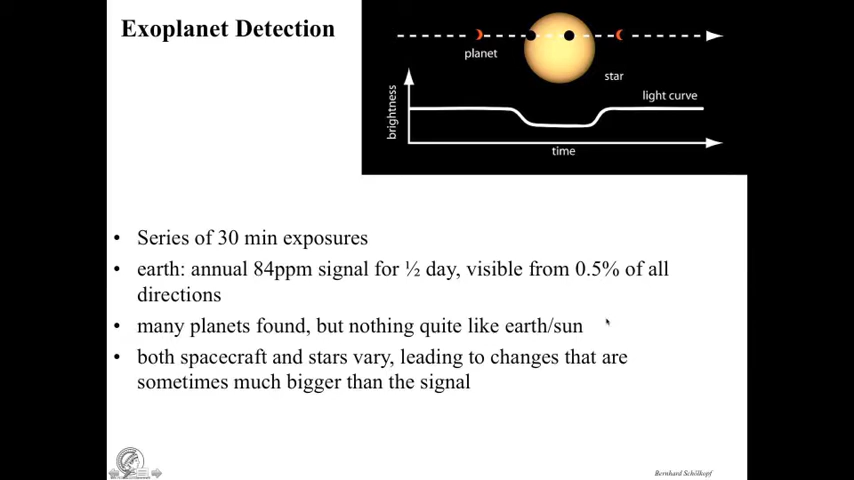 Exoplanet Detection
planet
star
light curve
brightness
time
• Series of 30 min exposures
• earth: annual 84ppm signal for ½ day, visible from 0.5% of all
directions
• many planets found, but nothing quite like earth/sun
• both spacecraft and stars vary, leading to changes that are
sometimes much bigger than the signal
Bernhard Schölkopf